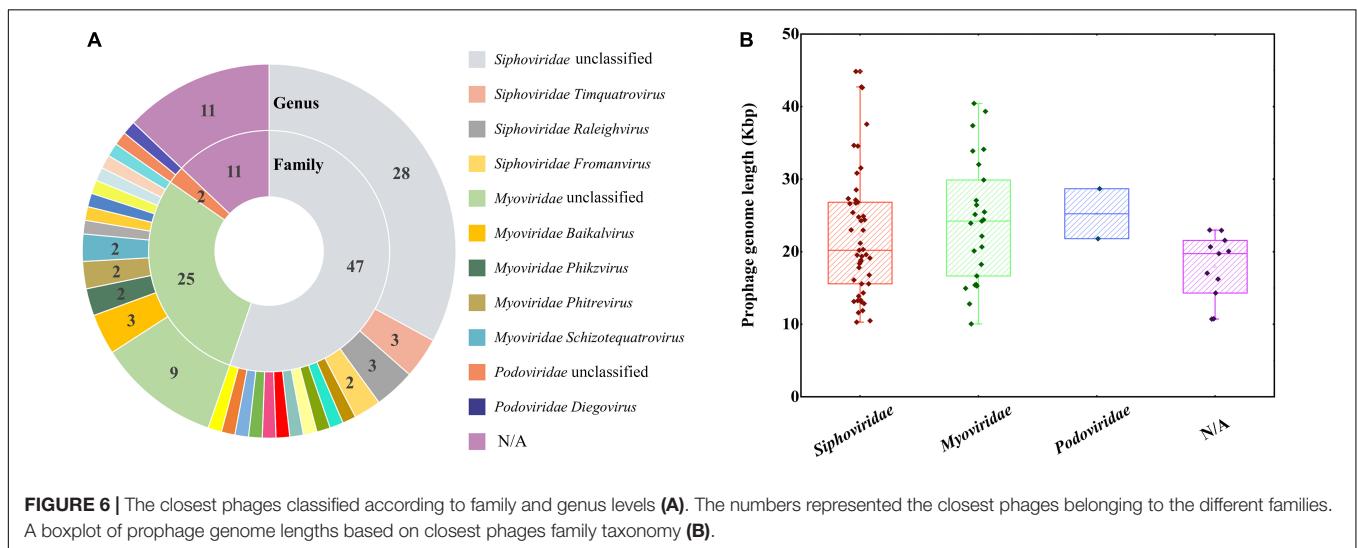 A
Genus
Family
11
11
2
28
47
25
2
2
2
3
9
3
3
2
Siphoviridae unclassified
Siphoviridae Timquatrovirus
Siphoviridae Raleighvirus
Siphoviridae Fromanvirus
Myoviridae unclassified
Myoviridae Baikalvirus
Myoviridae Phikzvirus
Myoviridae Phitrevirus
Myoviridae Schizotequatrovirus
Podoviridae unclassified
Podoviridae Diegovirus
N/A
B
Prophage genome length (Kbp)
50
40
30
20
10
0
Siphoviridae
Myoviridae
Podoviridae
N/A
FIGURE 6 | The closest phages classified according to family and genus levels (A). The numbers represented the closest phages belonging to the different families.
A boxplot of prophage genome lengths based on closest phages family taxonomy (B).